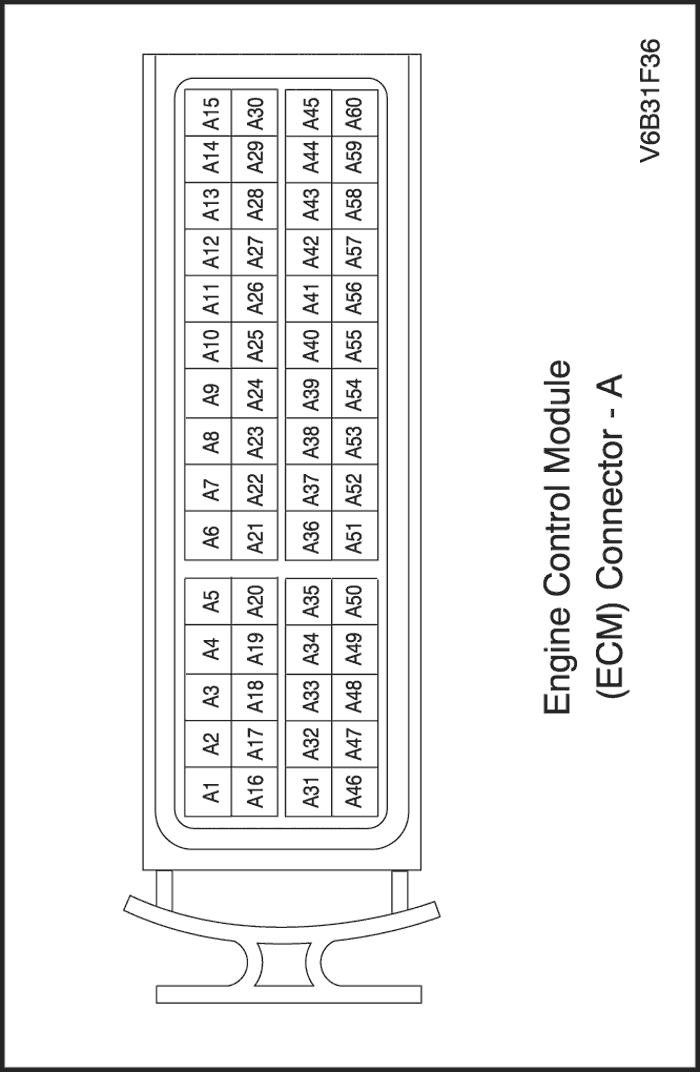 A1 A2 A3 A4 A5 A6 A7 A8 A9 A10 A11 A12 A13 A14 A15
A16 A17 A18 A19 A20 A21 A22 A23 A24 A25 A26 A27 A28 A29 A30
A31 A32 A33 A34 A35 A36 A37 A38 A39 A40 A41 A42 A43 A44 A45
A46 A47 A48 A49 A50 A51 A52 A53 A54 A55 A56 A57 A58 A59 A60
Engine Control Module
(ECM) Connector - A
V6B31F36